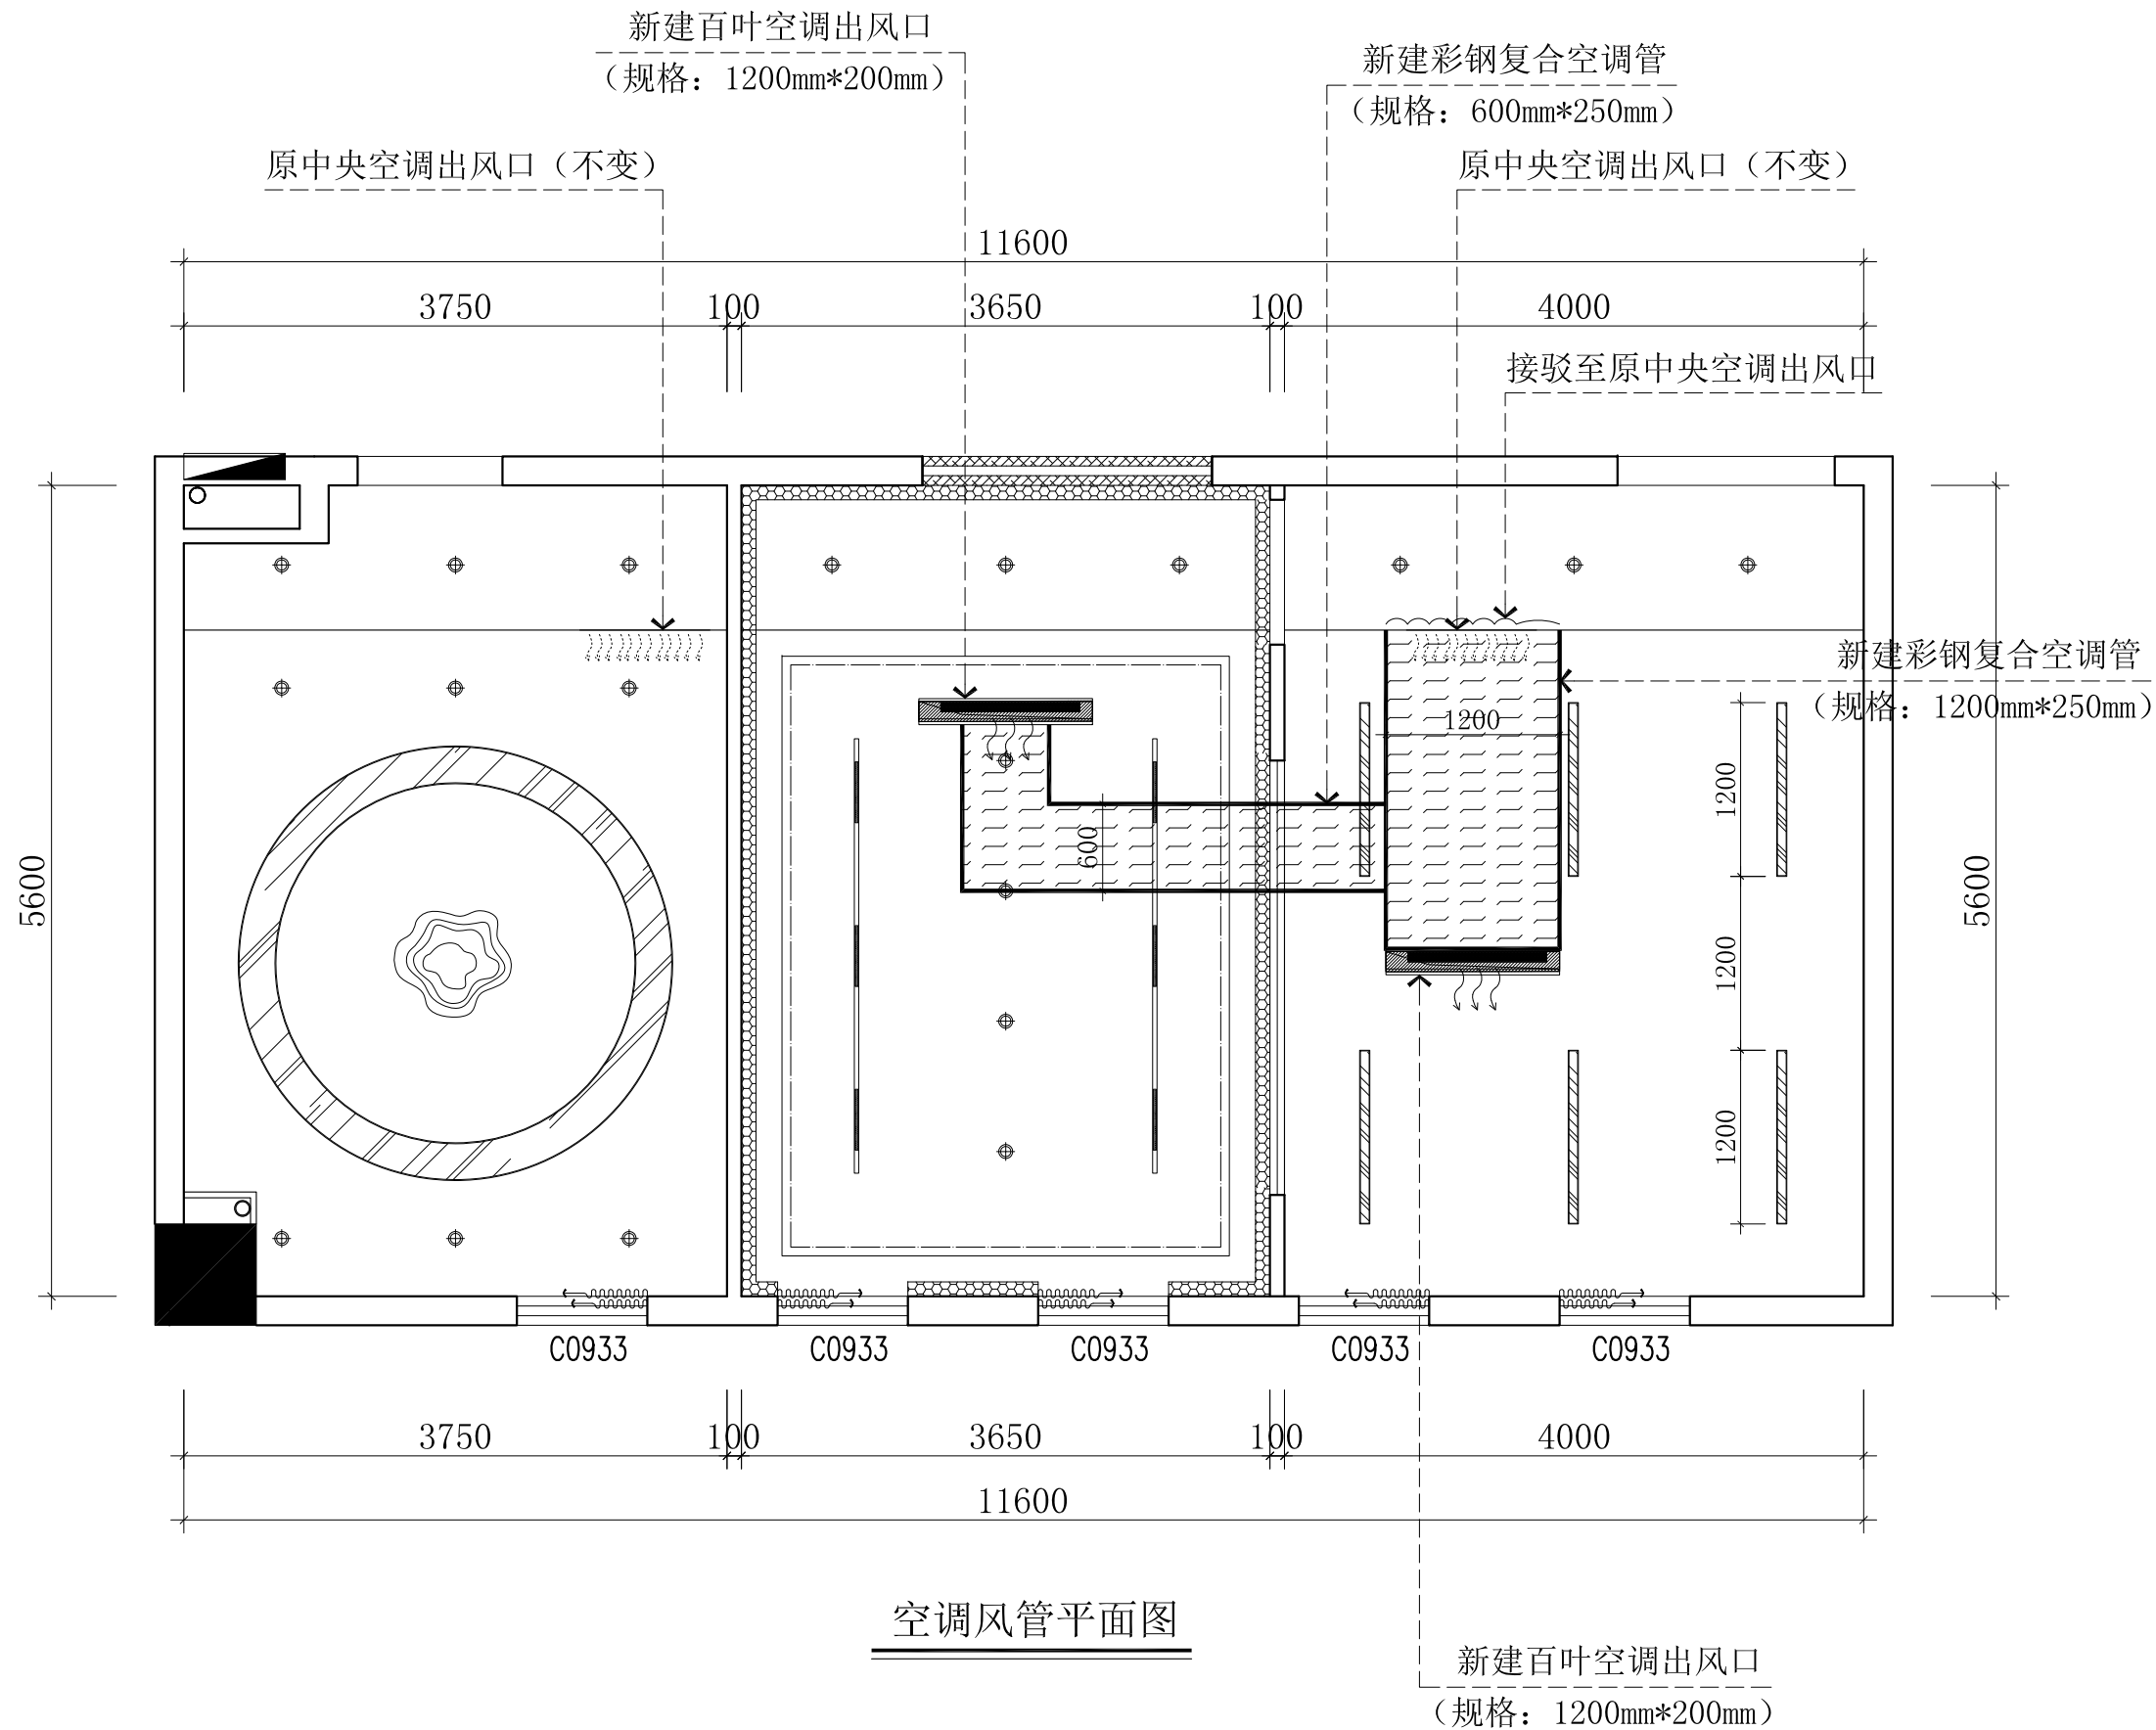 新建百叶空调出风口
（规格：1200mm*200mm）
新建彩钢复合空调管
（规格：600mm*250mm）
原中央空调出风口（不变）
原中央空调出风口（不变）
11600
3750
100
3650
100
4000
接驳至原中央空调出风口
新建彩钢复合空调管
（规格：1200mm*250mm）
1200
1200
600
5600
5600
1200
1200
C0933
C0933
C0933
C0933
C0933
3750
100
3650
100
4000
11600
空调风管平面图
新建百叶空调出风口
（规格：1200mm*200mm）